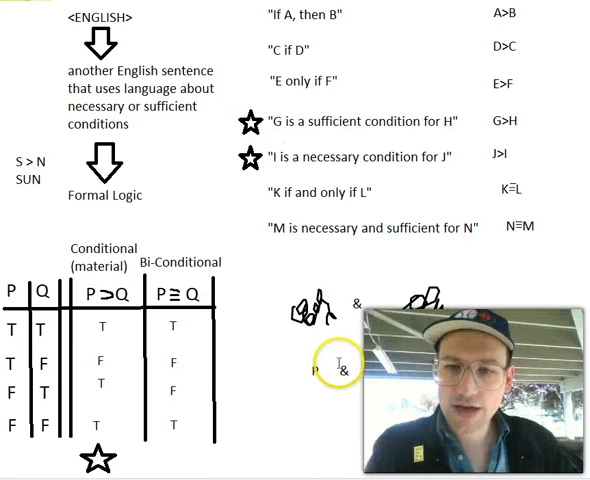 <ENGLISH>
another English sentence
that uses language about
necessary or sufficient
conditions
S > N
SUN
Formal Logic
"If A, then B" A>B
"C if D" D>C
"E only if F" E>F
"G is a sufficient condition for H" G>H
"I is a necessary condition for J" J>I
"K if and only if L" K≡L
"M is necessary and sufficient for N" N≡M
Conditional
(material)
Bi-Conditional
P Q P⊃Q P≡Q
T T T T
T F F F
F T T F
F F T T
&
P &